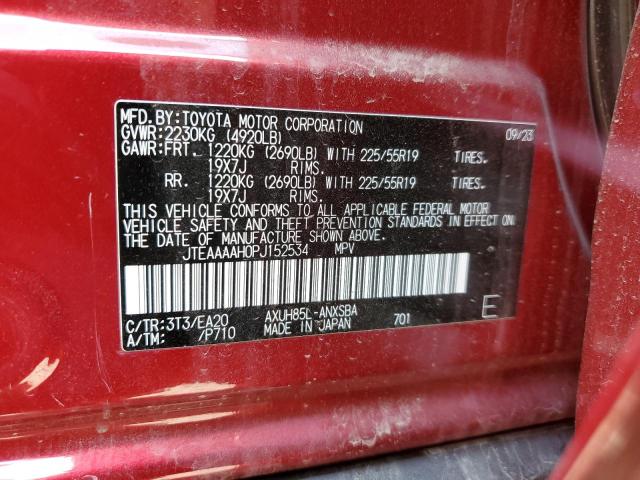 MFD.BY:TOYOTA MOTOR CORPORATION 09/23
GVWR:2230KG (4920LB)
GAWR:FRT. 1220KG (2690LB) WITH 225/55R19 TIRES.
19X7J RIMS.
RR. 1220KG (2690LB) WITH 225/55R19 TIRES.
19X7J RIMS.
THIS VEHICLE CONFORMS TO ALL APPLICABLE FEDERAL MOTOR
VEHICLE SAFETY AND THEFT PREVENTION STANDARDS IN EFFECT ON
THE DATE OF MANUFACTURE SHOWN ABOVE.
JTEAAAAH0PJ152534 MPV
C/TR:3T3/EA20 AXUH85L-ANXSBA E
A/TM: /P710 MADE IN JAPAN 701